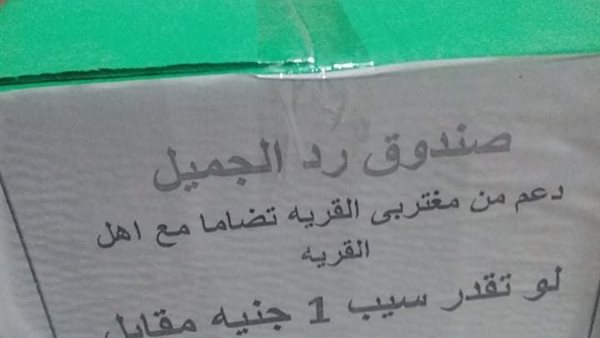 صندوق رد الجميل
دعم من مغتربى القريه تضاما مع اهل
القريه
لو تقدر سيب 1 جنيه مقابل